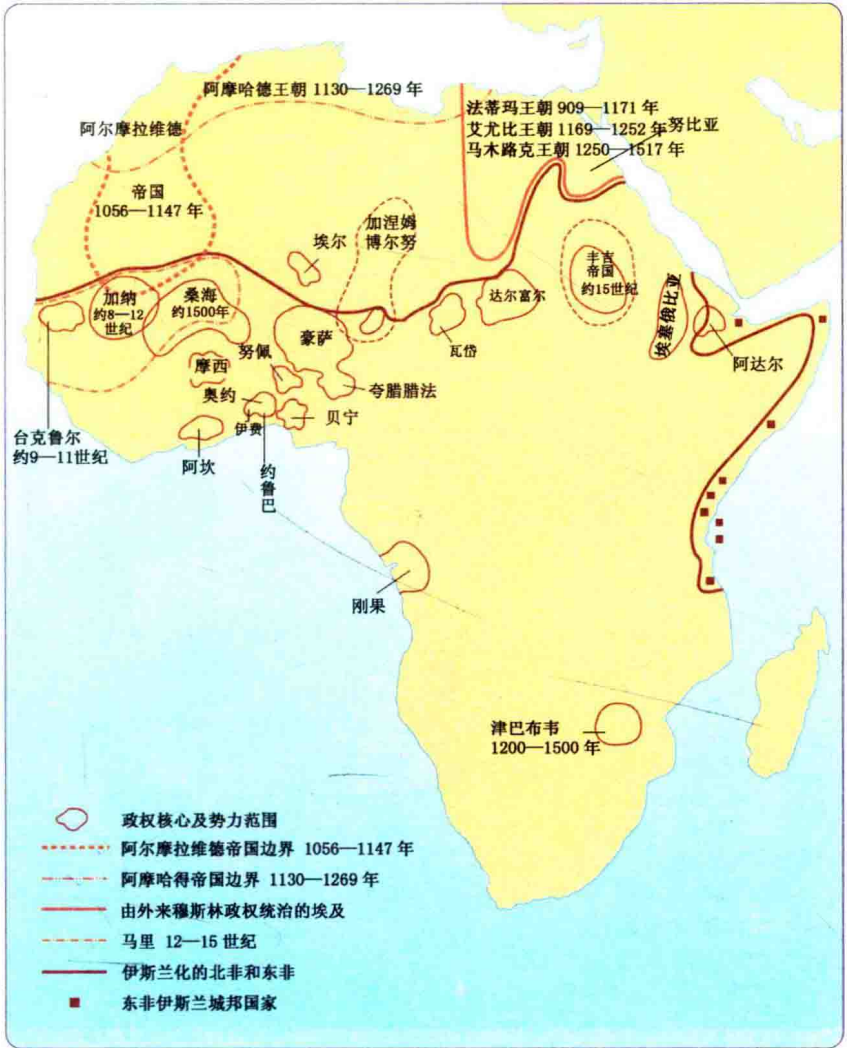 阿摩哈德王朝 1130—1269 年
阿尔摩拉维德
帝国
1056—1147 年
法蒂玛王朝 909—1171 年
艾尤比王朝 1169—1252 年
马木路克王朝 1250—1517 年
努比亚
埃尔
加涅姆
博尔努
加纳
约8—12
世纪
桑海
约1500年
豪萨
达尔富尔
丰吉
帝国
约15世纪
埃塞俄比亚
阿达尔
瓦岱
摩西
努佩
奥约
伊费
贝宁
夸腊腊法
台克鲁尔
约9—11世纪
阿坎
约鲁巴
刚果
津巴布韦
1200—1500 年
政权核心及势力范围
阿尔摩拉维德帝国边界 1056—1147 年
阿摩哈得帝国边界 1130—1269 年
由外来穆斯林政权统治的埃及
马里 12—15 世纪
伊斯兰化的北非和东非
东非伊斯兰城邦国家